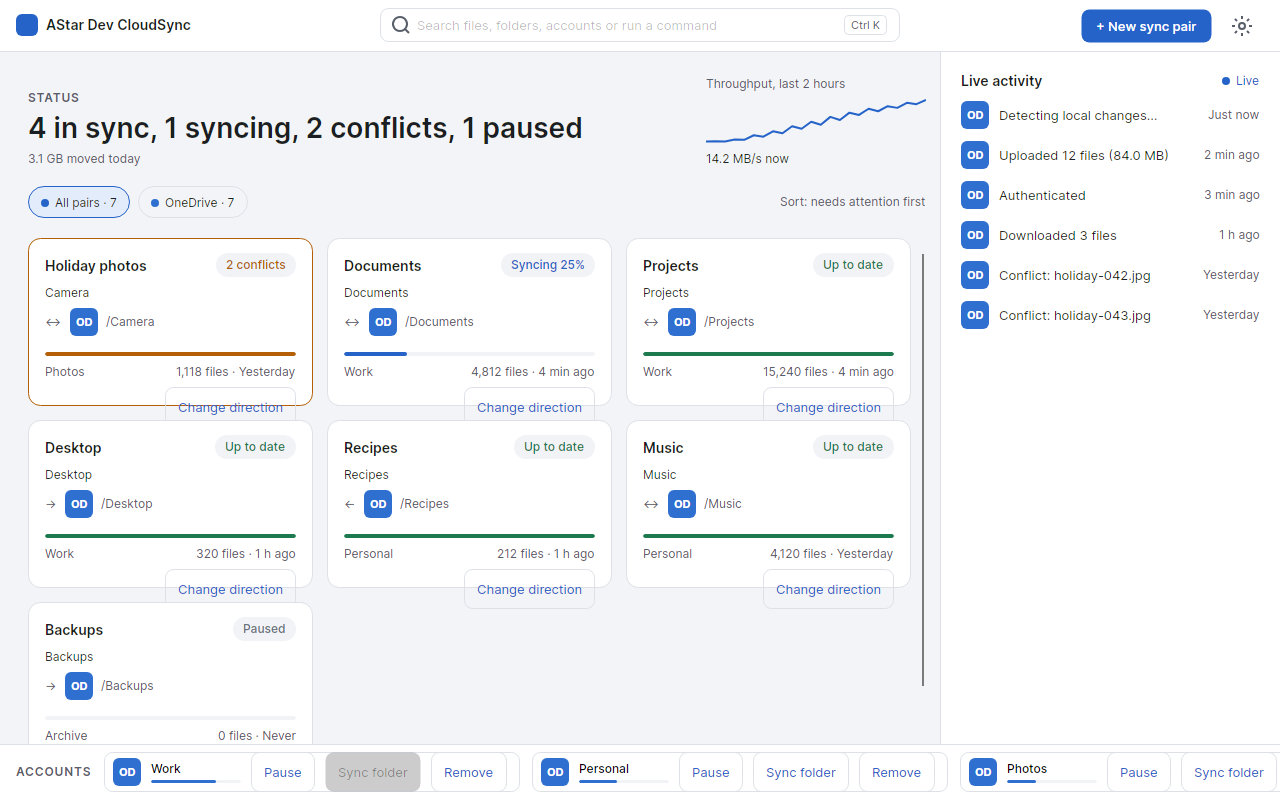 AStar Dev CloudSync
Search files, folders, accounts or run a command
Ctrl K
+ New sync pair
STATUS
4 in sync, 1 syncing, 2 conflicts, 1 paused
3.1 GB moved today
Throughput, last 2 hours
14.2 MB/s now
All pairs · 7
OneDrive · 7
Sort: needs attention first
Holiday photos
2 conflicts
Camera
↔ OD /Camera
Photos
1,118 files · Yesterday
Change direction
Documents
Syncing 25%
Documents
↔ OD /Documents
Work
4,812 files · 4 min ago
Change direction
Projects
Up to date
Projects
↔ OD /Projects
Work
15,240 files · 4 min ago
Change direction
Desktop
Up to date
Desktop
→ OD /Desktop
Work
320 files · 1 h ago
Change direction
Recipes
Up to date
Recipes
← OD /Recipes
Personal
212 files · 1 h ago
Change direction
Music
Up to date
Music
↔ OD /Music
Personal
4,120 files · Yesterday
Change direction
Backups
Paused
Backups
→ OD /Backups
Archive
0 files · Never
Live activity
Live
OD Detecting local changes... Just now
OD Uploaded 12 files (84.0 MB) 2 min ago
OD Authenticated 3 min ago
OD Downloaded 3 files 1 h ago
OD Conflict: holiday-042.jpg Yesterday
OD Conflict: holiday-043.jpg Yesterday
ACCOUNTS
OD Work Pause Sync folder Remove
OD Personal Pause Sync folder Remove
OD Photos Pause Sync folder